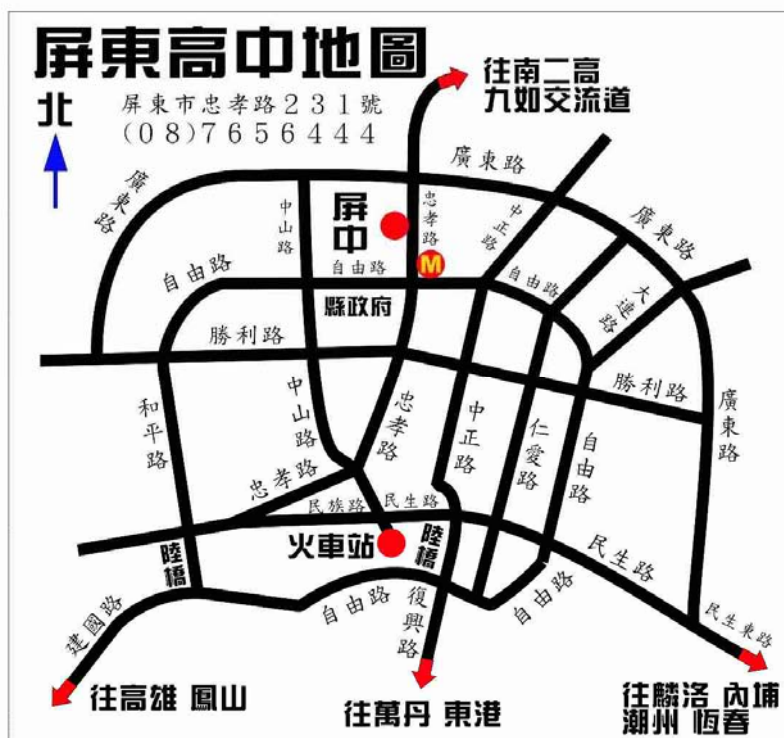 屏東高中地圖
屏東市忠孝路231號
(08)7656444
北
往南二高
九如交流道
廣東路
廣東路
中山路
屏中
忠孝路
中正路
廣東路
自由路
自由路
M
自由路
大連路
縣政府
勝利路
勝利路
廣東路
和平路
中山路
忠孝路
中正路
仁愛路
自由路
忠孝路
民族路
民生路
陸橋
火車站
陸橋
民生路
自由路
復興路
自由路
民生東路
建國路
往高雄 鳳山
往萬丹 東港
往麟洛 內埔
潮州 恆春